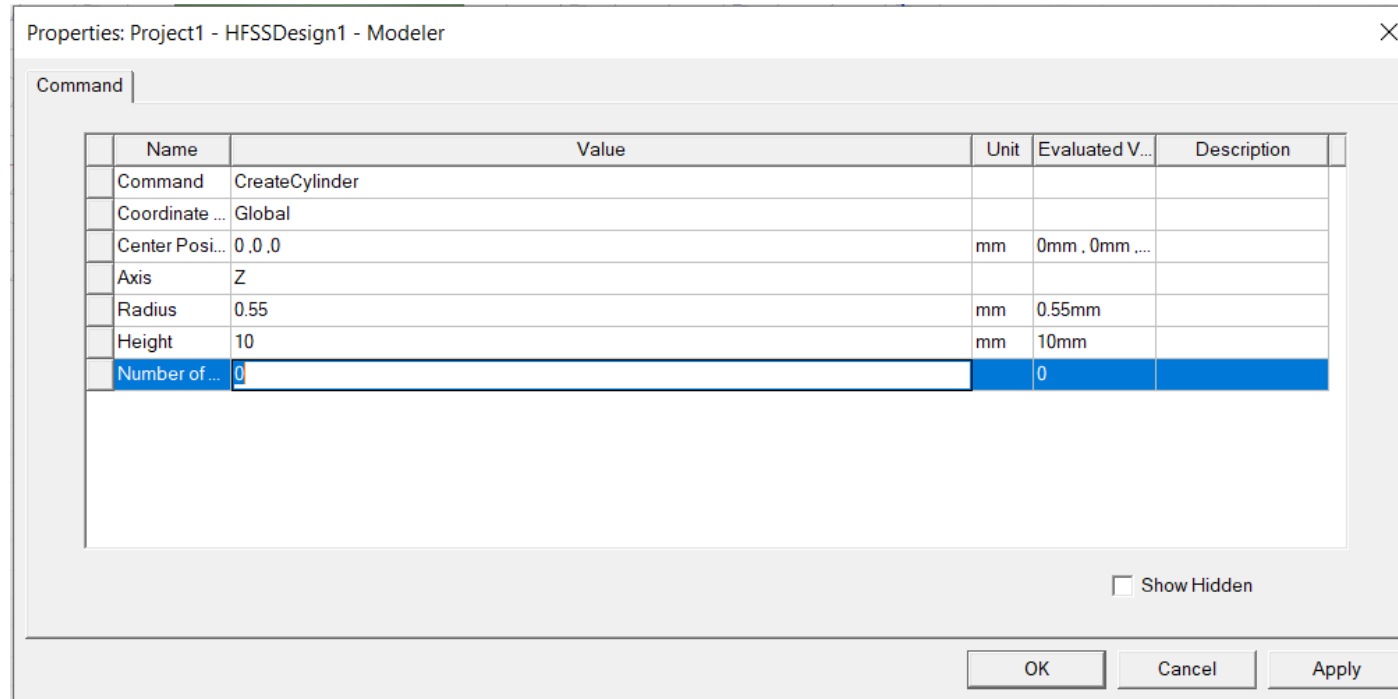 Properties: Project1 - HFSSDesign1 - Modeler
Command
Name Value Unit Evaluated V... Description
Command CreateCylinder
Coordinate ... Global
Center Posi... 0 ,0 ,0 mm 0mm , 0mm ,...
Axis Z
Radius 0.55 mm 0.55mm
Height 10 mm 10mm
Number of ... 0 0
Show Hidden
OK Cancel Apply